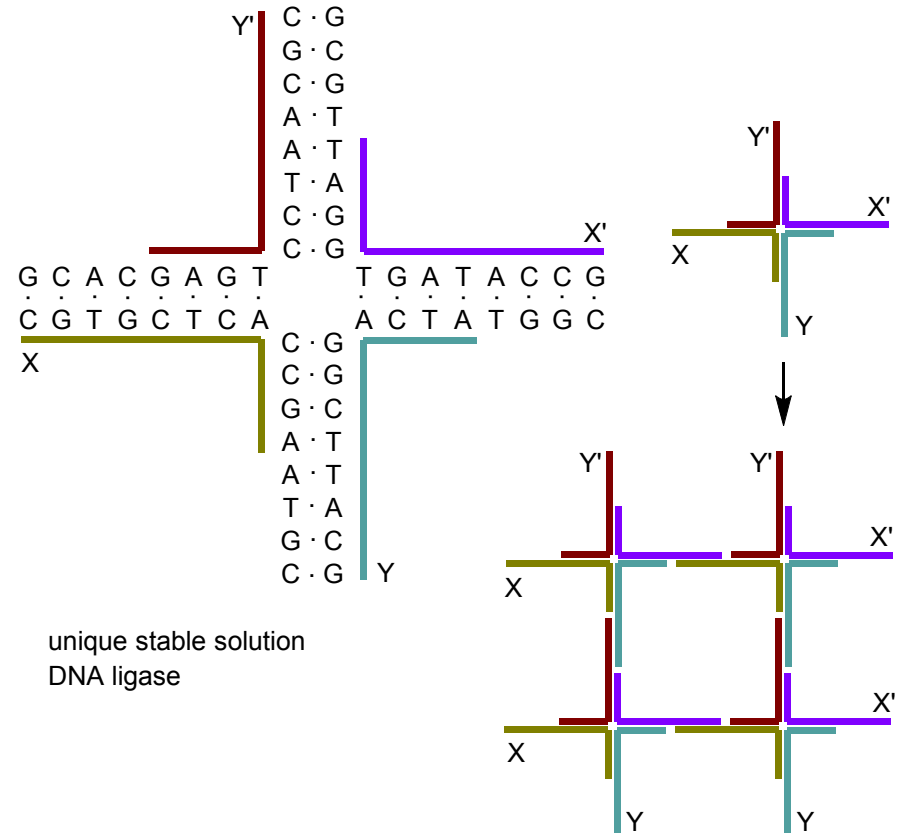 Y'
C · G
G · C
C · G
A · T
A · T
T · A
C · G
C · G
X'
G C A C G A G T
T G A T A C C G
· · · · · · · ·
· · · · · · · ·
C G T G C T C A
A C T A T G G C
X
C · G
C · G
G · C
A · T
A · T
T · A
G · C
C · G
Y
unique stable solution
DNA ligase
Y'
X'
X
Y
Y'
Y'
X'
X
X'
X
Y
Y